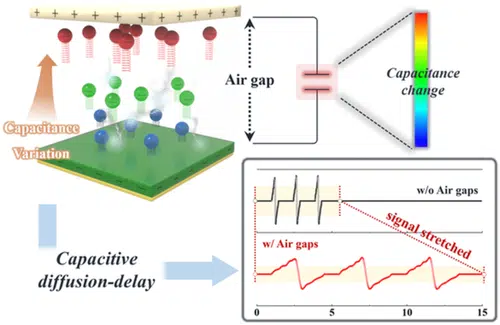 + + + + + + + + + +
Air gap
Capacitance
change
Capacitance
Variation
w/o Air gaps
signal stretched
w/ Air gaps
0 5 10 15
Capacitive
diffusion-delay